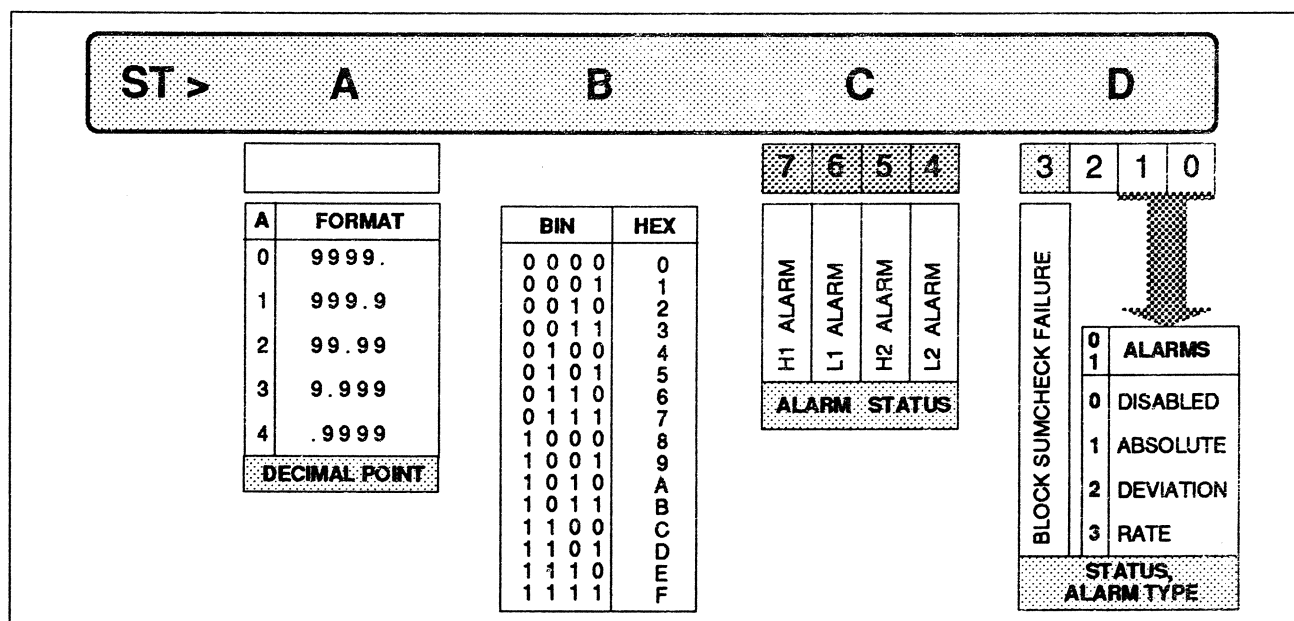 ST > A B C D
7 6 5 4
3 2 1 0
A FORMAT
0 9999.
1 999.9
2 99.99
3 9.999
4 .9999
DECIMAL POINT
BIN HEX
0 0 0 0 0
0 0 0 1 1
0 0 1 0 2
0 0 1 1 3
0 1 0 0 4
0 1 0 1 5
0 1 1 0 6
0 1 1 1 7
1 0 0 0 8
1 0 0 1 9
1 0 1 0 A
1 0 1 1 B
1 1 0 0 C
1 1 0 1 D
1 1 1 0 E
1 1 1 1 F
H1 ALARM
L1 ALARM
H2 ALARM
L2 ALARM
ALARM STATUS
BLOCK SUMCHECK FAILURE
0
1
ALARMS
0 DISABLED
1 ABSOLUTE
2 DEVIATION
3 RATE
STATUS,
ALARM TYPE